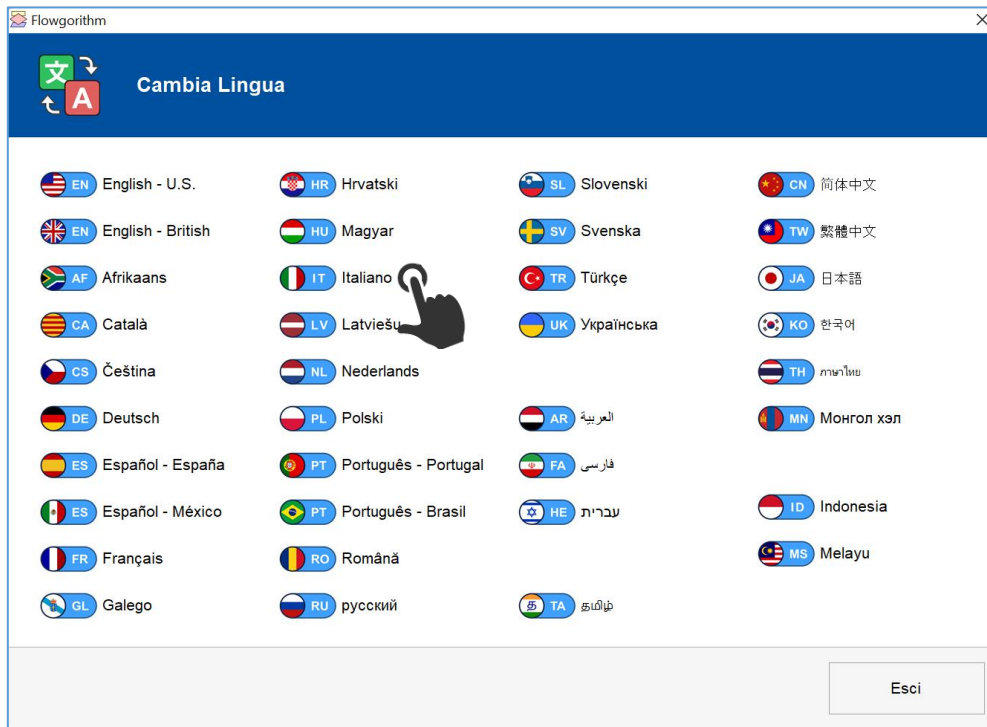 Flowgorithm
文 A
Cambia Lingua
EN English - U.S.
EN English - British
AF Afrikaans
CA Català
CS Čeština
DE Deutsch
ES Español - España
ES Español - México
FR Français
GL Galego
HR Hrvatski
HU Magyar
IT Italiano
LV Latviešu
NL Nederlands
PL Polski
PT Português - Portugal
PT Português - Brasil
RO Română
RU русский
SL Slovenski
SV Svenska
TR Türkçe
UK Українська
AR العربية
FA فارسی
HE עברית
த TA தமிழ்
CN 简体中文
TW 繁體中文
JA 日本語
KO 한국어
TH ภาษาไทย
MN Монгол хэл
ID Indonesia
MS Melayu
Esci